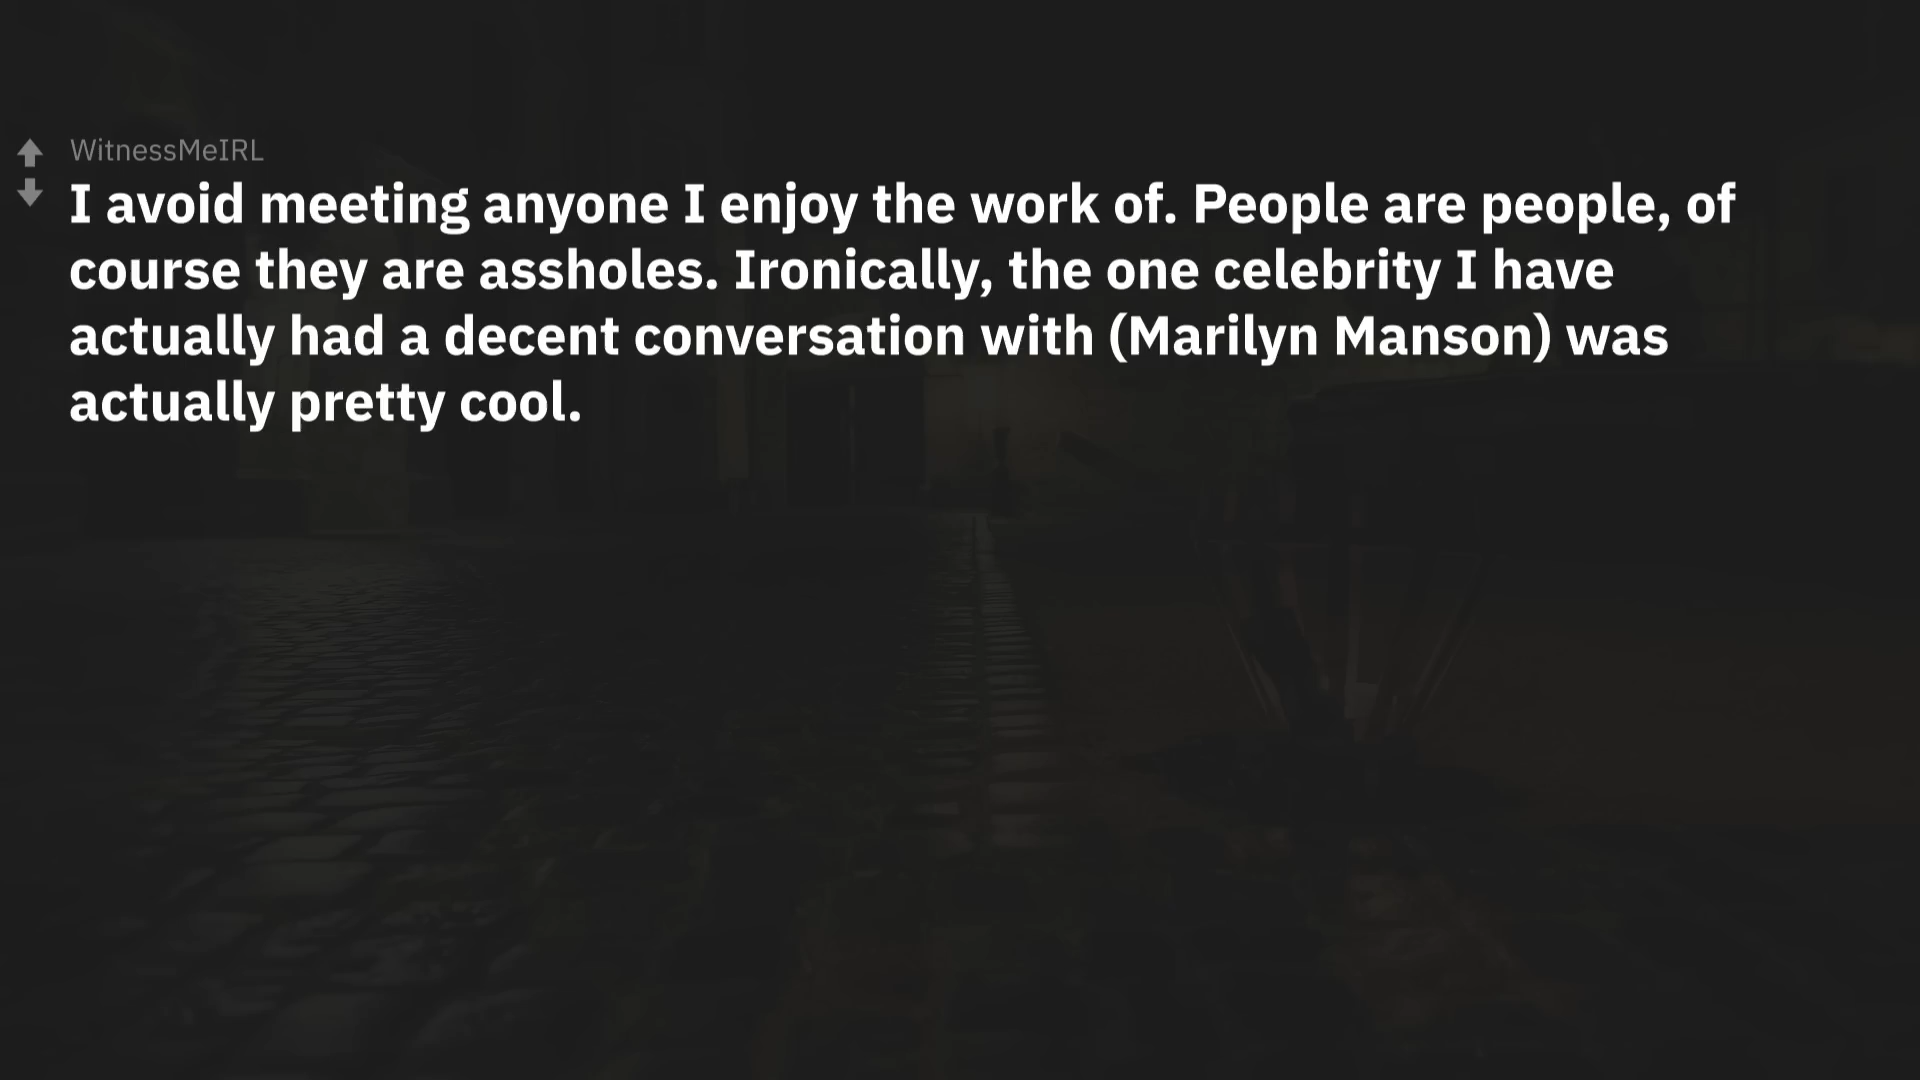 WitnessMeIRL
I avoid meeting anyone I enjoy the work of. People are people, of
course they are assholes. Ironically, the one celebrity I have
actually had a decent conversation with (Marilyn Manson) was
actually pretty cool.